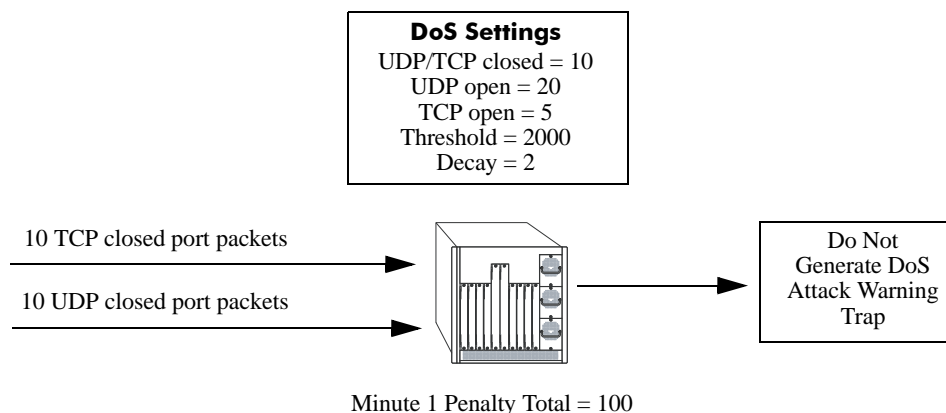 DoS Settings
UDP/TCP closed = 10
UDP open = 20
TCP open = 5
Threshold = 2000
Decay = 2
10 TCP closed port packets
10 UDP closed port packets
Do Not
Generate DoS
Attack Warning
Trap
Minute 1 Penalty Total = 100